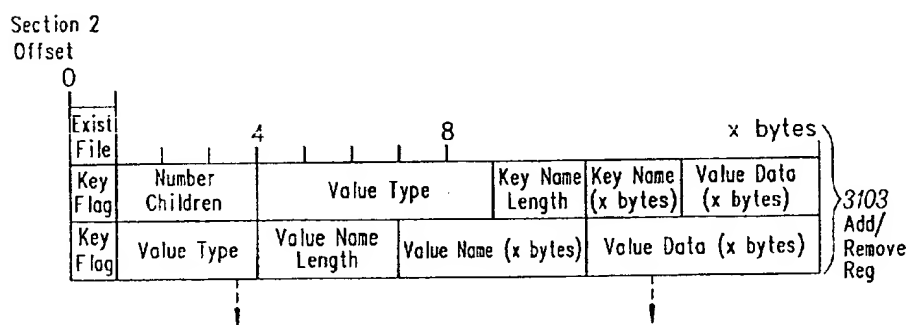 Section 2
Offset
0
Exist
File
4
8
x bytes
Key
Flag
Number
Children
Value Type
Key Name
Length
Key Name
(x bytes)
Value Data
(x bytes)
Key
Flag
Value Type
Value Name
Length
Value Name (x bytes)
Value Data (x bytes)
3103
Add/
Remove
Reg